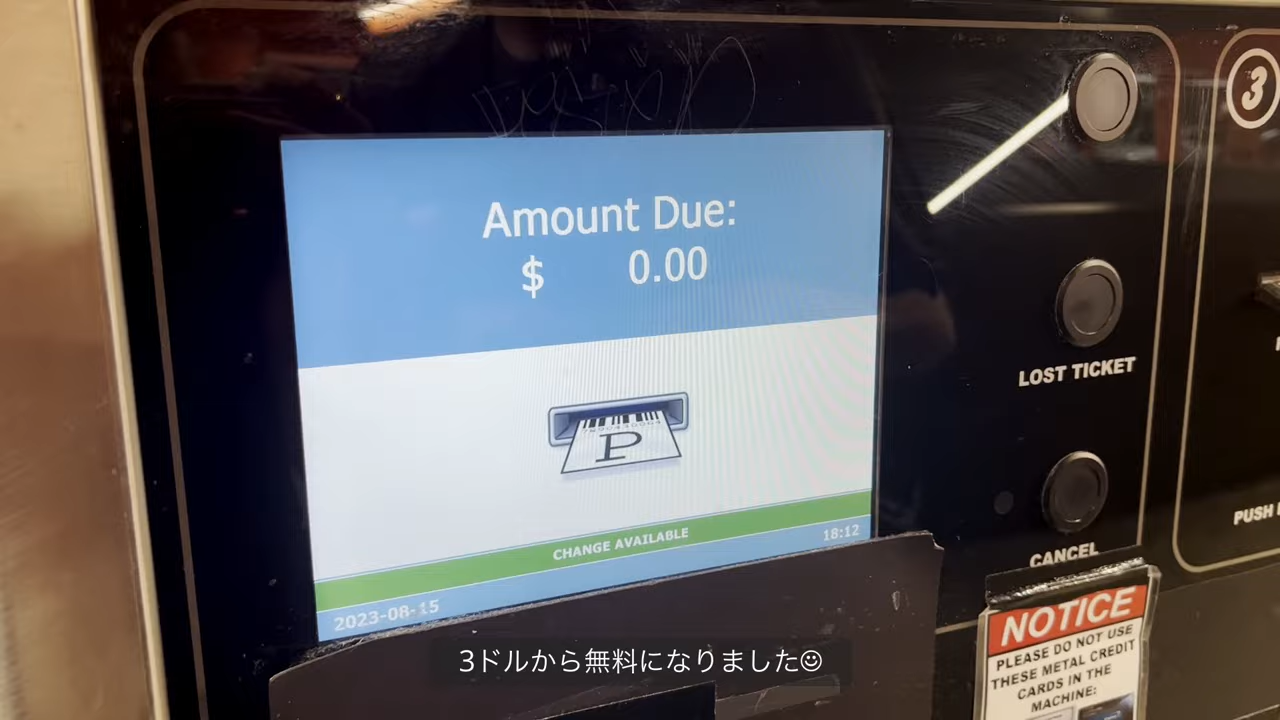 Amount Due:
$ 0.00
P
CHANGE AVAILABLE
18:12
2023-08-15
3
LOST TICKET
CANCEL
PUSH
NOTICE
PLEASE DO NOT USE
THESE METAL CREDIT
CARDS IN THE
MACHINE:
3ドルから無料になりました☺